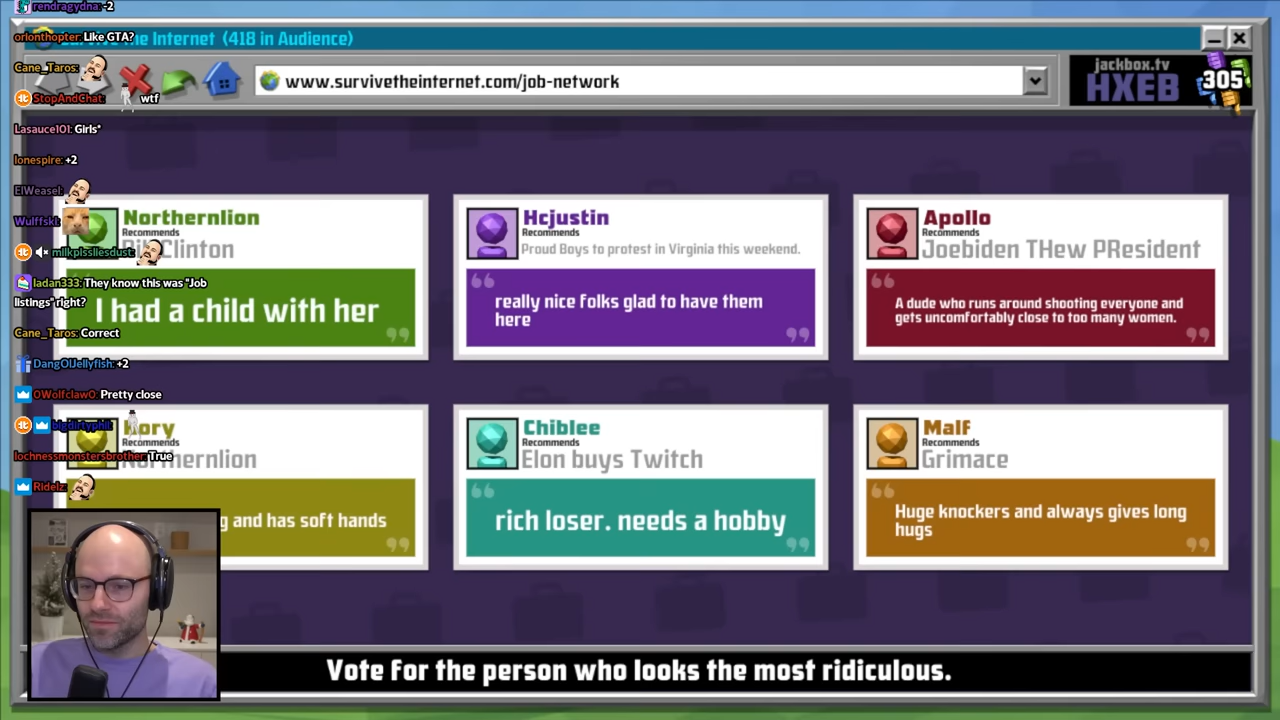 rendragydna: -2
orionthopter: Like GTA?
the Internet (418 in Audience)
Cane_Taros:
www.survivetheinternet.com/job-network
jackbox.tv
HXEB
305
StopAndChat: wtf
Lasauce101: Girls*
lonespire: +2
ElWeasel:
Wulffski:
milkpissliesdust:
ladan333: They know this was "Job
listings" right?
Cane_Taros: Correct
DangOlJellyfish: +2
OWolfclawO: Pretty close
bigdirtyphil:
lochnessmonstersbrother: True
Ridelz:
Northernlion
Recommends
Clinton
I had a child with her
Hcjustin
Recommends
Proud Boys to protest in Virginia this weekend.
really nice folks glad to have them
here
Apollo
Recommends
Joebiden THew PResident
A dude who runs around shooting everyone and
gets uncomfortably close to too many women.
Recommends
and has soft hands
Chiblee
Recommends
Elon buys Twitch
rich loser. needs a hobby
Malf
Recommends
Grimace
Huge knockers and always gives long
hugs
Vote for the person who looks the most ridiculous.